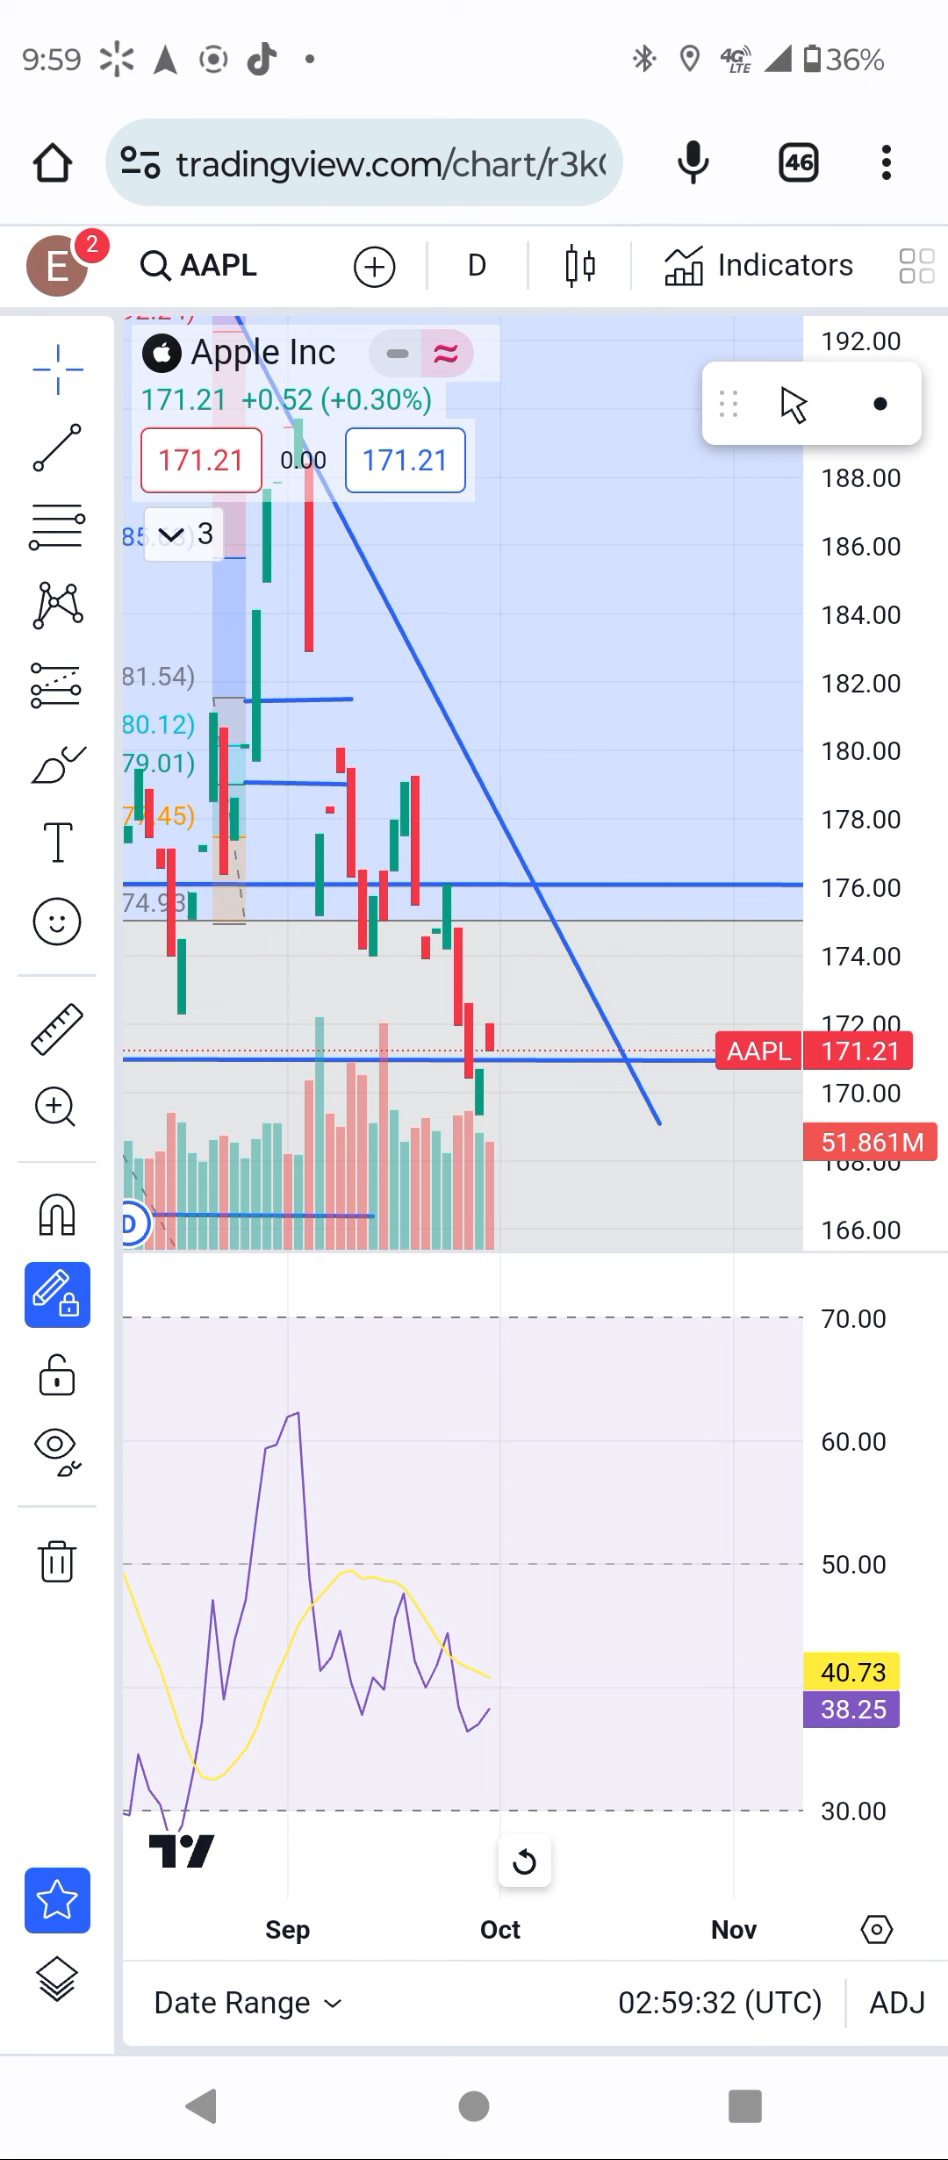 9:59 36%
4G LTE
tradingview.com/chart/r3k
46
E 2 AAPL D Indicators
Apple Inc
171.21 +0.52 (+0.30%)
171.21 0.00 171.21
3
81.54)
80.12)
79.01)
74.93
192.00
188.00
186.00
184.00
182.00
180.00
178.00
176.00
174.00
172.00
AAPL 171.21
170.00
51.861M
168.00
166.00
D
70.00
60.00
50.00
40.73
38.25
30.00
Sep Oct Nov
Date Range 02:59:32 (UTC) ADJ